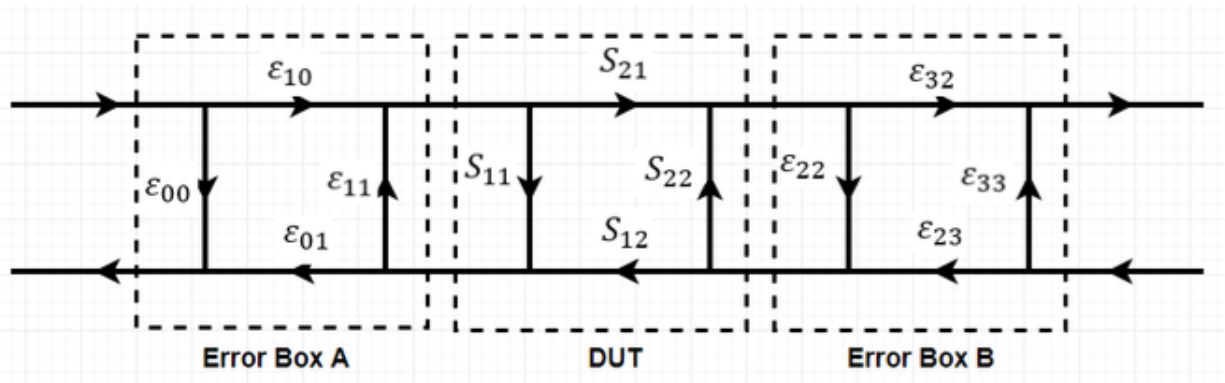 ε₁₀ S₂₁ ε₃₂
ε₀₀ ε₁₁ S₁₁ S₂₂ ε₂₂ ε₃₃
ε₀₁ S₁₂ ε₂₃
Error Box A DUT Error Box B